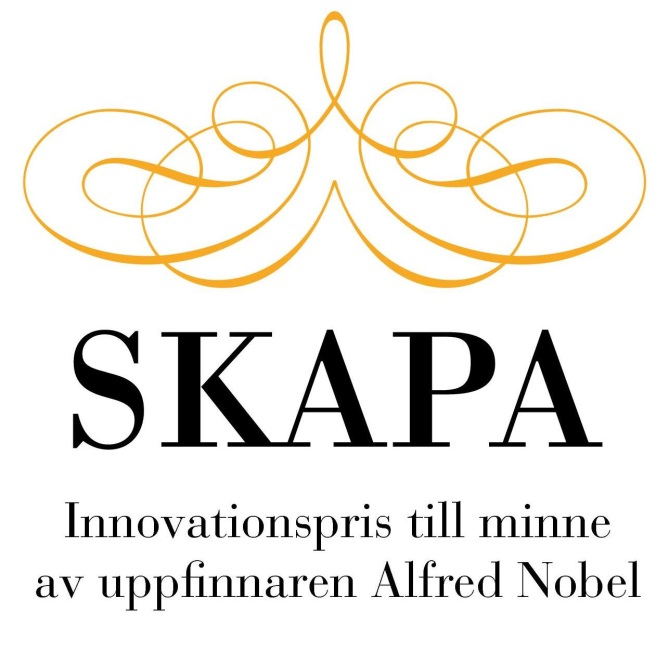 SKAPA
Innovationspris till minne
av uppfinnaren Alfred Nobel